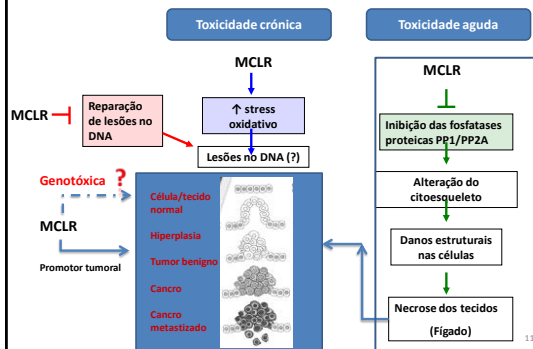 Toxicidade crónica
Toxicidade aguda
MCLR
MCLR
MCLR
Reparação
de lesões no
DNA
↑ stress
oxidativo
Inibição das fosfatases
proteicas PP1/PP2A
Lesões no DNA (?)
Genotóxica ?
MCLR
Promotor tumoral
Célula/tecido
normal
Hiperplasia
Tumor benigno
Cancro
Cancro
metastizado
Alteração do
citoesqueleto
Danos estruturais
nas células
Necrose dos tecidos
(Fígado)
11